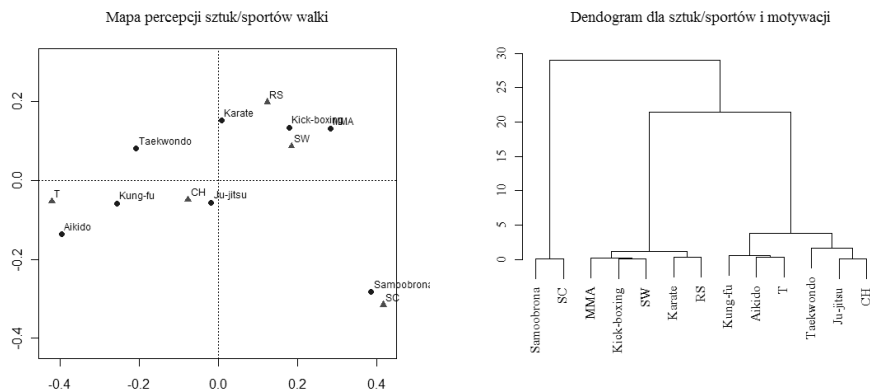 Mapa percepcji sztuk/sportów walki
0.2
0.0
-0.2
-0.4
RS
Karate
Kick-boxing
MMA
SW
Taekwondo
T
Kung-fu
CH
Ju-jitsu
Aikido
Samoobrona
SC
-0.4 -0.2 0.0 0.2 0.4
Dendogram dla sztuk/sportów i motywacji
30
25
20
15
10
5
0
Samoobrona
SC
MMA
Kick-boxing
SW
Karate
RS
Kung-fu
Aikido
T
Taekwondo
Ju-jitsu
CH